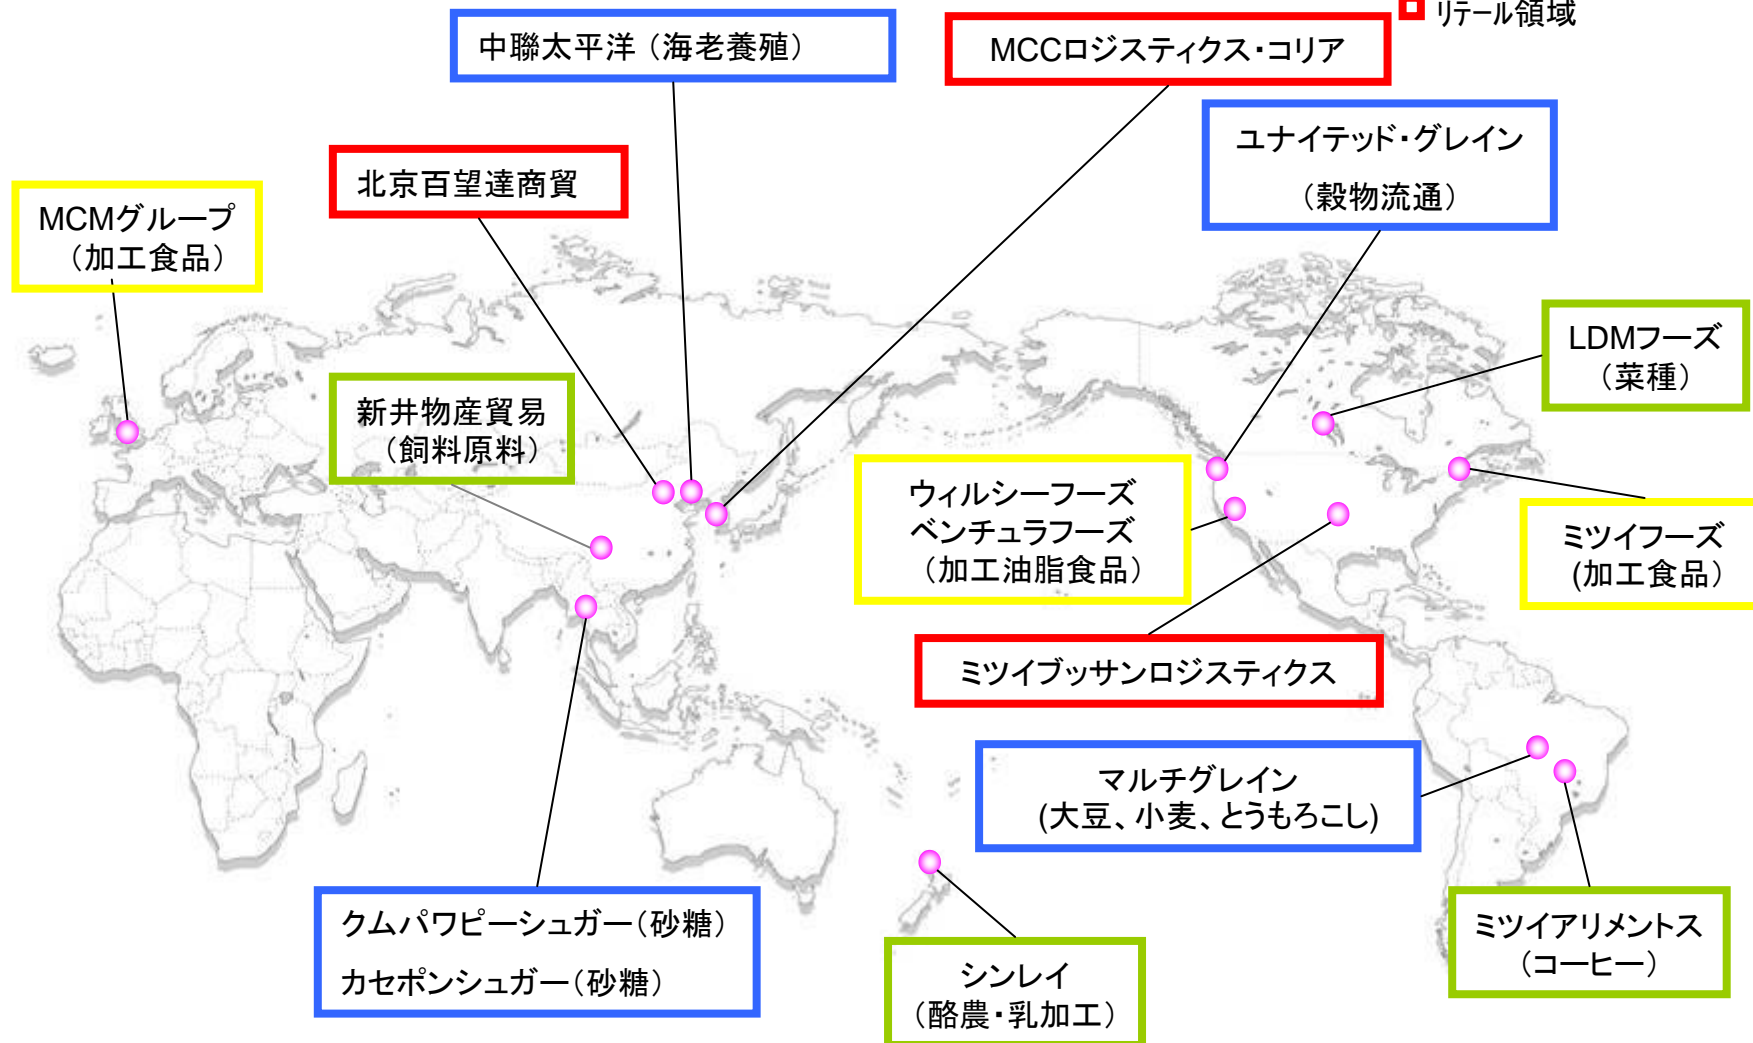 リテール領域
中聯太平洋（海老養殖）
MCCロジスティクス・コリア
ユナイテッド・グレイン
（穀物流通）
北京百望達商貿
MCMグループ
（加工食品）
LDMフーズ
（菜種）
新井物産貿易
（飼料原料）
ウィルシーフーズ
ベンチュラフーズ
（加工油脂食品）
ミツイフーズ
(加工食品）
ミツイブッサンロジスティクス
マルチグレイン
(大豆、小麦、とうもろこし)
クムパワピーシュガー（砂糖）
カセポンシュガー（砂糖）
シンレイ
（酪農・乳加工）
ミツイアリメントス
（コーヒー）